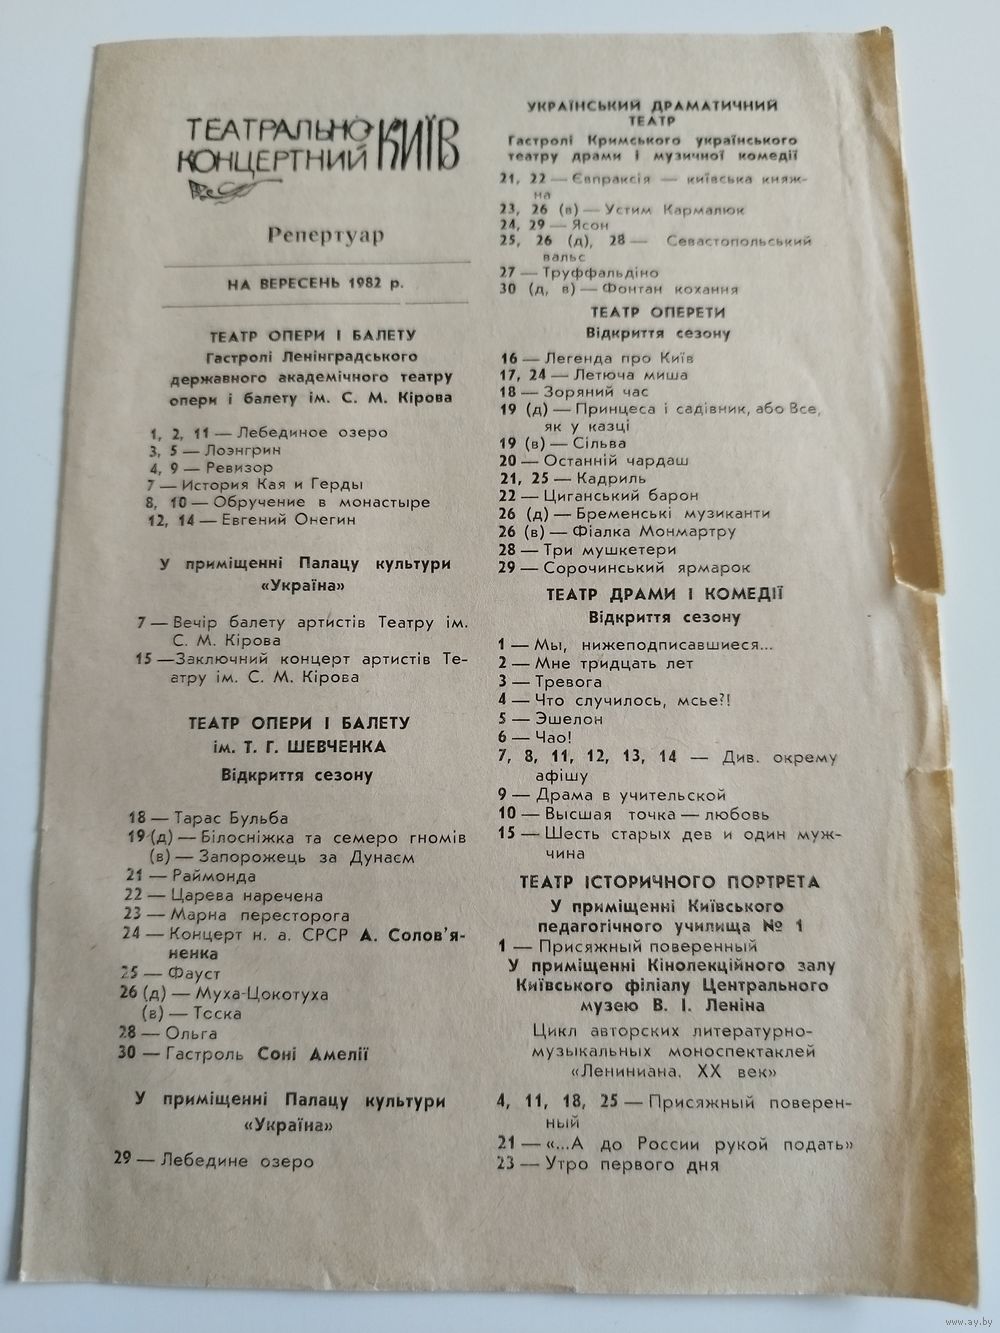 ТЕАТРАЛЬНО
КОНЦЕРТНИЙ КИЇВ
Репертуар
НА ВЕРЕСЕНЬ 1982 р.
ТЕАТР ОПЕРИ І БАЛЕТУ
Гастролі Ленінградського
державного академічного театру
опери і балету ім. С. М. Кірова
1, 2, 11 — Лебединое озеро
3, 5 — Лоэнгрин
4, 9 — Ревизор
7 — История Кая и Герды
8, 10 — Обручение в монастыре
12, 14 — Евгений Онегин
У приміщенні Палацу культури
«Україна»
7 — Вечір балету артистів Театру ім.
С. М. Кірова
15 —Заключний концерт артистів Те-
атру ім. С. М. Кірова
ТЕАТР ОПЕРИ І БАЛЕТУ
ім. Т. Г. ШЕВЧЕНКА
Відкриття сезону
18 — Тарас Бульба
19 (д) — Білосніжка та семеро гномів
(в) — Запорожець за Дунаєм
21 — Раймонда
22 — Царева наречена
23 — Марна пересторога
24 — Концерт н. а. СРСР А. Солов'я-
ненка
25 — Фауст
26 (д) — Муха-Цокотуха
(в) — Тоска
28 — Ольга
30 — Гастроль Соні Амелії
У приміщенні Палацу культури
«Україна»
29 — Лебедине озеро
УКРАЇНСЬКИЙ ДРАМАТИЧНИЙ
ТЕАТР
Гастролі Кримського українського
театру драми і музичної комедії
21, 22 — Євпраксія — київська княж-
на
23, 26 (в) — Устим Кармалюк
24, 29 — Ясон
25, 26 (д), 28 — Севастопольський
вальс
27 — Труффальдіно
30 (д, в) — Фонтан кохання
ТЕАТР ОПЕРЕТИ
Відкриття сезону
16 — Легенда про Київ
17, 24 — Летюча миша
18 — Зоряний час
19 (д) — Принцеса і садівник, або Все,
як у казці
19 (в) — Сільва
20 — Останній чардаш
21, 25 — Кадриль
22 — Циганський барон
26 (д) — Бременські музиканти
26 (в) — Фіалка Монмартру
28 — Три мушкетери
29 — Сорочинський ярмарок
ТЕАТР ДРАМИ І КОМЕДІЇ
Відкриття сезону
1 — Мы, нижеподписавшиеся...
2 — Мне тридцать лет
3 — Тревога
4 — Что случилось, мсье?!
5 — Эшелон
6 — Чао!
7, 8, 11, 12, 13, 14 — Див. окрему
афішу
9 — Драма в учительской
10 — Высшая точка — любовь
15 — Шесть старых дев и один муж-
чина
ТЕАТР ІСТОРИЧНОГО ПОРТРЕТА
У приміщенні Київського
педагогічного училища № 1
1 — Присяжный поверенный
У приміщенні Кінолекційного залу
Київського філіалу Центрального
музею В. І. Леніна
Цикл авторских литературно-
музыкальных моноспектаклей
«Лениниана. XX век»
4, 11, 18, 25 — Присяжный поверен-
ный
21 — «...А до России рукой подать»
23 — Утро первого дня
www.ay.by